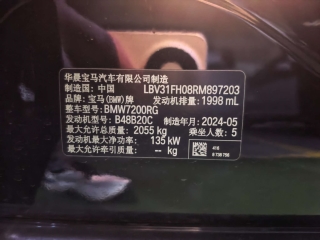 华晨宝马汽车有限公司制造
制造国: 中国 LBV31FH08RM897203
品牌: 宝马(BMW)牌 发动机排量: 1998 mL
整车型号: BMW7200RG
发动机型号: B48B20C 制造年月: 2024-05
最大允许总质量: 2055 kg 乘坐人数: 5
发动机最大净功率: 135 kW
最大允许牵引质量: -- kg